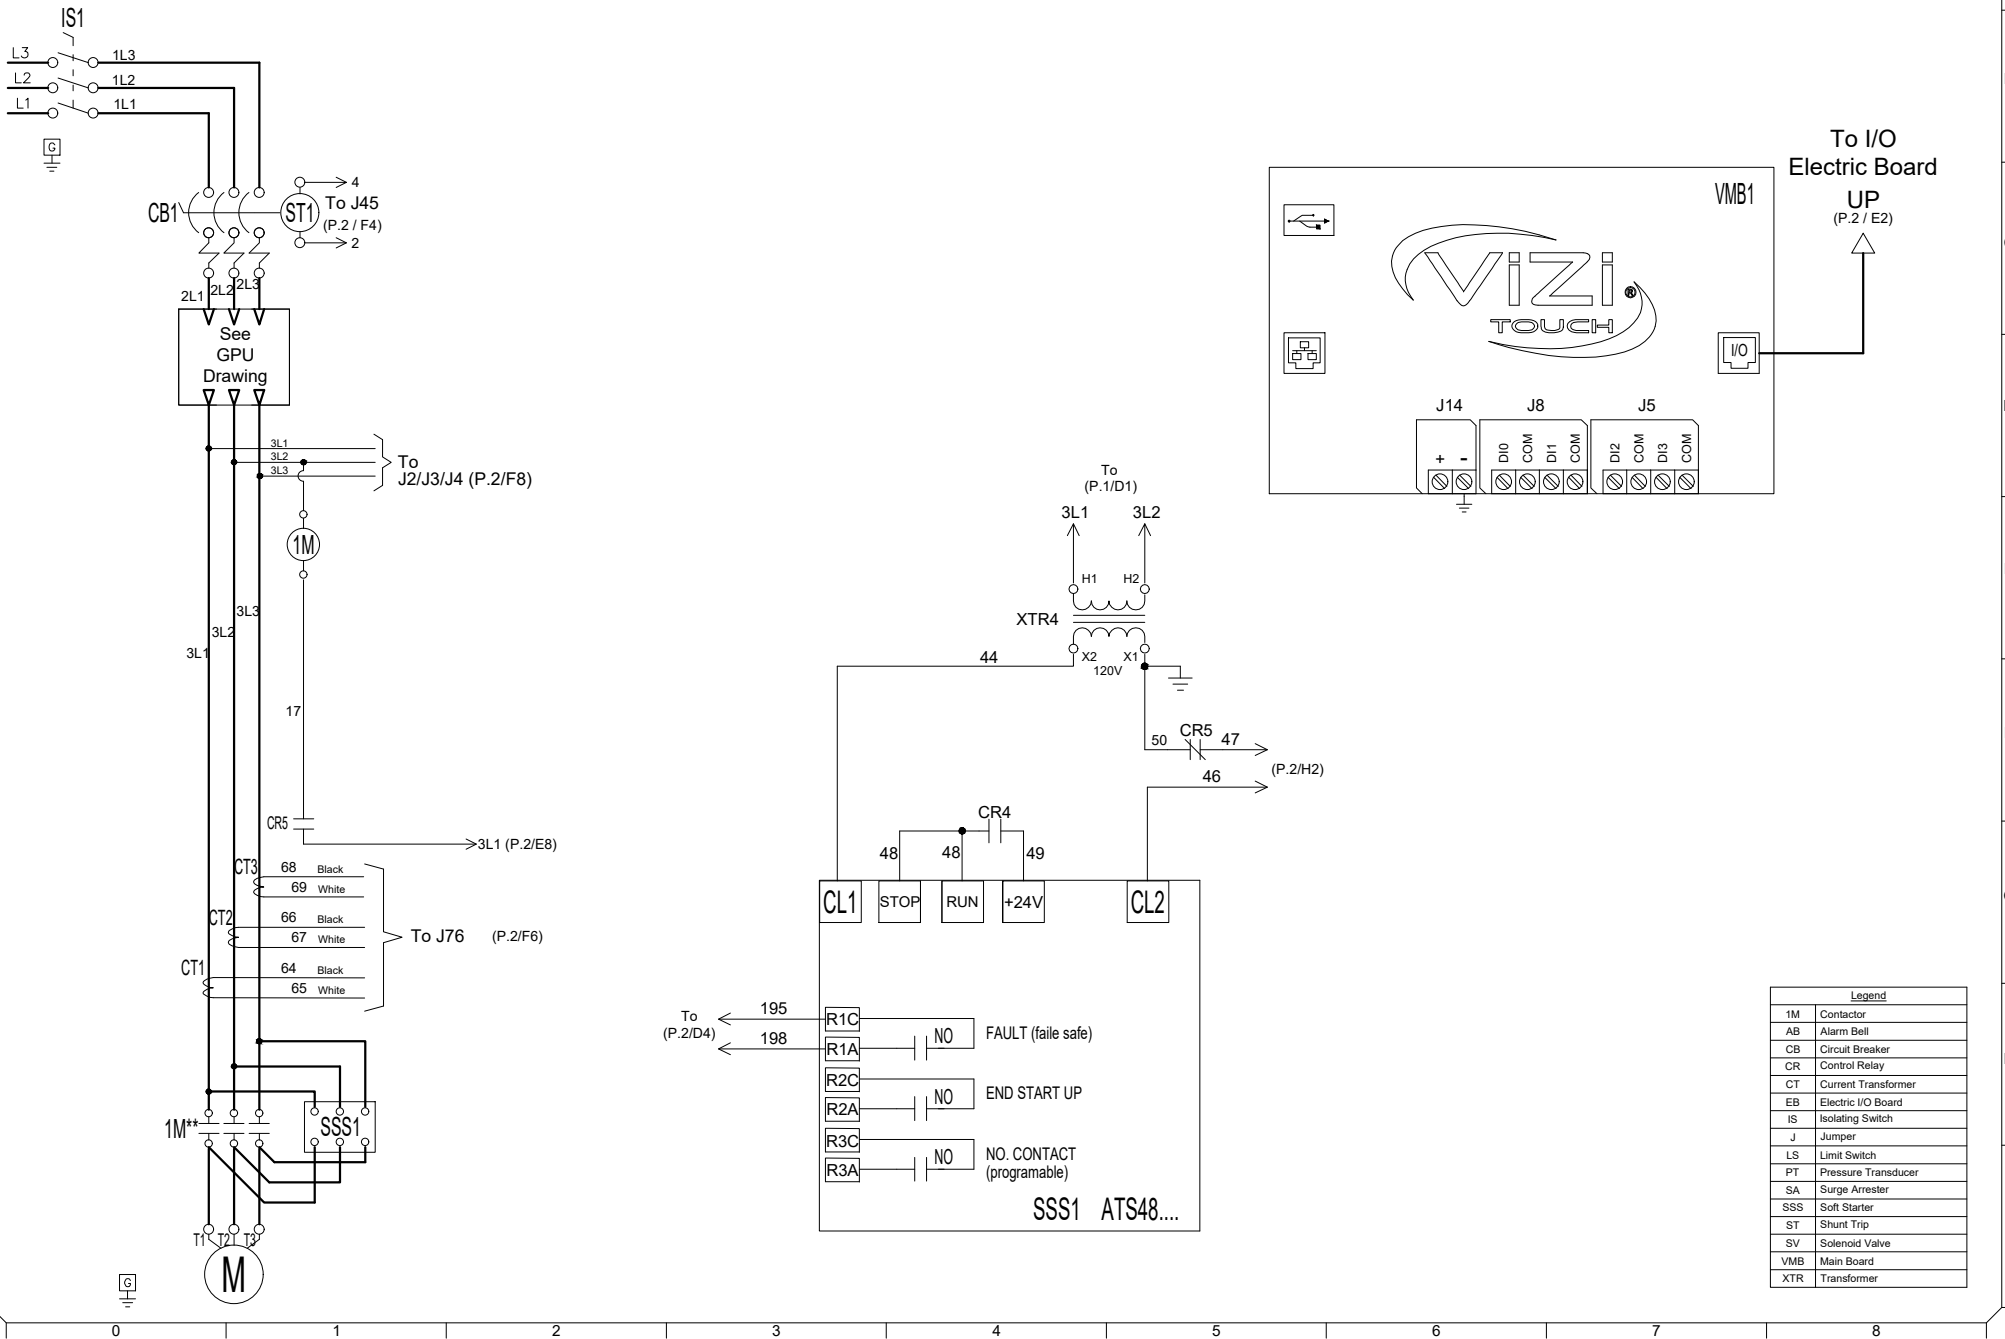 IS1
L3 1L3
L2 1L2
L1 1L1
G
CB1
ST1
4
To J45
(P.2 / F4)
2
2L1 2L2 2L3
See
GPU
Drawing
3L1
3L2
3L3
To
J2/J3/J4 (P.2/F8)
1M
3L3
3L2
3L1
17
CR5
3L1 (P.2/E8)
CT3 68 Black
69 White
CT2 66 Black
67 White
CT1 64 Black
65 White
To J76 (P.2/F6)
1M**
SSS1
T1 T2 T3
M
G
To
(P.1/D1)
3L1 3L2
H1 H2
XTR4
X2 X1
120V
44
50 CR5 47
(P.2/H2)
46
CR4
48 48 49
CL1 STOP RUN +24V CL2
To
(P.2/D4)
195
198
R1C
R1A NO FAULT (faile safe)
R2C
R2A NO END START UP
R3C
R3A NO NO. CONTACT
(programable)
SSS1 ATS48....
VMB1
ViZi ®
TOUCH
I/O
To I/O
Electric Board
UP
(P.2 / E2)
J14 J8 J5
+ - DI0 COM DI1 COM DI2 COM DI3 COM
Legend
1M Contactor
AB Alarm Bell
CB Circuit Breaker
CR Control Relay
CT Current Transformer
EB Electric I/O Board
IS Isolating Switch
J Jumper
LS Limit Switch
PT Pressure Transducer
SA Surge Arrester
SSS Soft Starter
ST Shunt Trip
SV Solenoid Valve
VMB Main Board
XTR Transformer
0 1 2 3 4 5 6 7 8